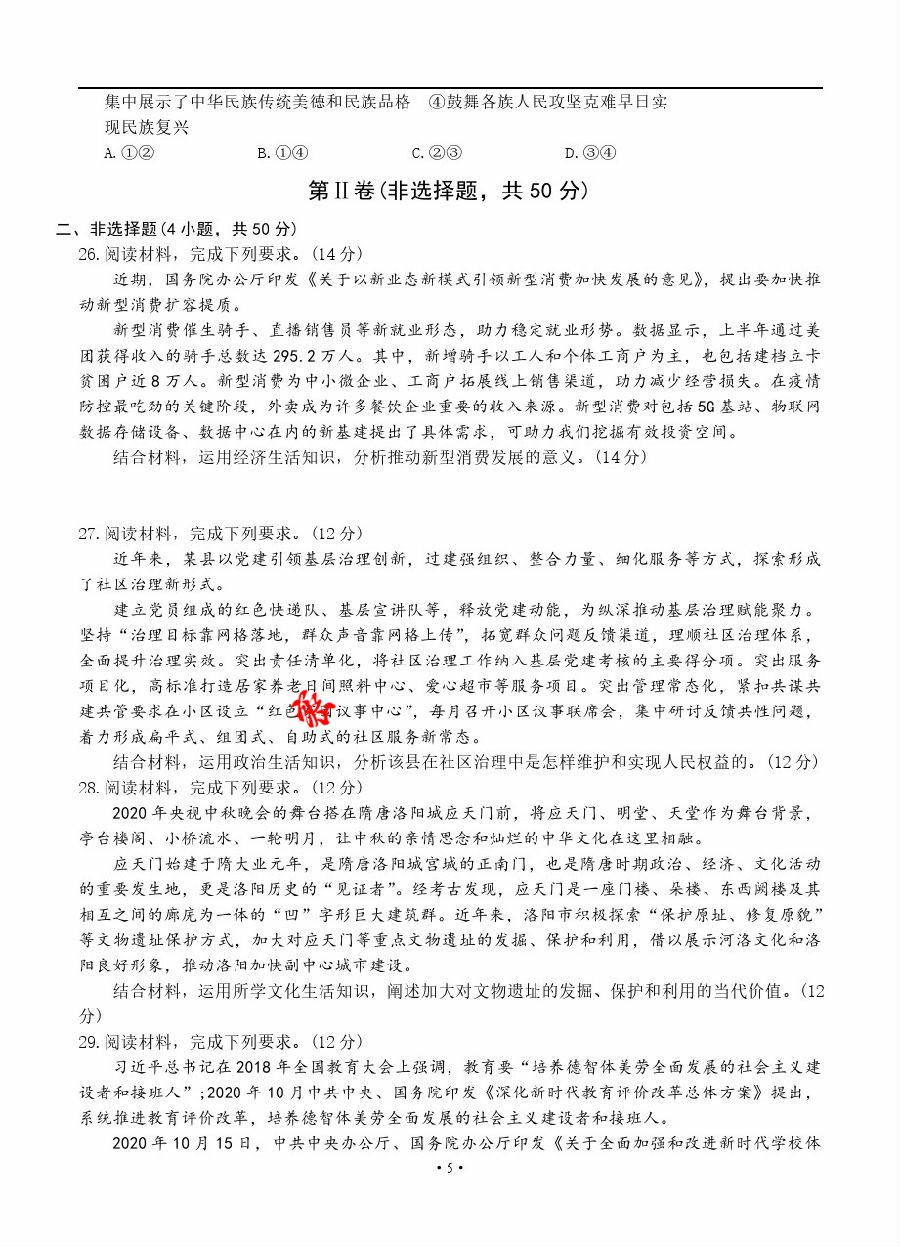 集中展示了中华民族传统美德和民族品格　④鼓舞各族人民攻坚克难早日实
现民族复兴
A.①②　B.①④　C.②③　D.③④
第Ⅱ卷(非选择题，共50分)
二、非选择题(4小题，共50分)
26.阅读材料，完成下列要求。(14分)
近期，国务院办公厅印发《关于以新业态新模式引领新型消费加快发展的意见》，提出要加快推
动新型消费扩容提质。
新型消费催生骑手、直播销售员等新就业形态，助力稳定就业形势。数据显示，上半年通过美
团获得收入的骑手总数达295.2万人。其中，新增骑手以工人和个体工商户为主，也包括建档立卡
贫困户近8万人。新型消费为中小微企业、工商户拓展线上销售渠道，助力减少经营损失。在疫情
防控最吃劲的关键阶段，外卖成为许多餐饮企业重要的收入来源。新型消费对包括5G基站、物联网
数据存储设备、数据中心在内的新基建提出了具体需求，可助力我们挖掘有效投资空间。
结合材料，运用经济生活知识，分析推动新型消费发展的意义。(14分)
27.阅读材料，完成下列要求。(12分)
近年来，某县以党建引领基层治理创新，过建强组织、整合力量、细化服务等方式，探索形成
了社区治理新形式。
建立党员组成的红色快递队、基层宣讲队等，释放党建动能，为纵深推动基层治理赋能聚力。
坚持“治理目标靠网格落地，群众声音靠网格上传”，拓宽群众问题反馈渠道，理顺社区治理体系，
全面提升治理实效。突出责任清单化，将社区治理工作纳入基层党建考核的主要得分项。突出服务
项目化，高标准打造居家养老日间照料中心、爱心超市等服务项目。突出管理常态化，紧扣共谋共
建共管要求在小区设立“红色议事中心”，每月召开小区议事联席会，集中研讨反馈共性问题，
着力形成扁平式、组团式、自助式的社区服务新常态。
结合材料，运用政治生活知识，分析该县在社区治理中是怎样维护和实现人民权益的。(12分)
28.阅读材料，完成下列要求。(12分)
2020年央视中秋晚会的舞台搭在隋唐洛阳城应天门前，将应天门、明堂、天堂作为舞台背景，
亭台楼阁、小桥流水、一轮明月，让中秋的亲情思念和灿烂的中华文化在这里相融。
应天门始建于隋大业元年，是隋唐洛阳城宫城的正南门，也是隋唐时期政治、经济、文化活动
的重要发生地，更是洛阳历史的“见证者”。经考古发现，应天门是一座门楼、朵楼、东西阙楼及其
相互之间的廊庑为一体的“凹”字形巨大建筑群。近年来，洛阳市积极探索“保护原址、修复原貌”
等文物遗址保护方式，加大对应天门等重点文物遗址的发掘、保护和利用，借以展示河洛文化和洛
阳良好形象，推动洛阳加快副中心城市建设。
结合材料，运用所学文化生活知识，阐述加大对文物遗址的发掘、保护和利用的当代价值。(12
分)
29.阅读材料，完成下列要求。(12分)
习近平总书记在2018年全国教育大会上强调，教育要“培养德智体美劳全面发展的社会主义建
设者和接班人”;2020年10月中共中央、国务院印发《深化新时代教育评价改革总体方案》提出，
系统推进教育评价改革，培养德智体美劳全面发展的社会主义建设者和接班人。
2020年10月15日，中共中央办公厅、国务院办公厅印发《关于全面加强和改进新时代学校体
·5·